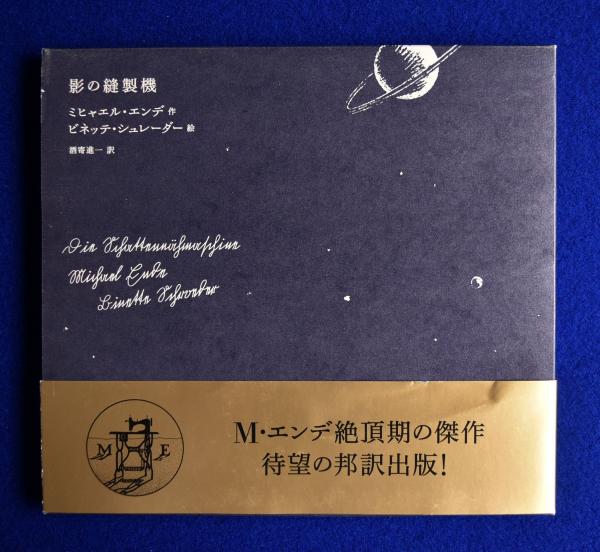 影の縫製機
ミヒャエル・エンデ 作
ビネッテ・シュレーダー 絵
酒寄進一 訳
Die Schattennähmaschine
Michael Ende
Binette Schroeder
M E
M・エンデ絶頂期の傑作
待望の邦訳出版!